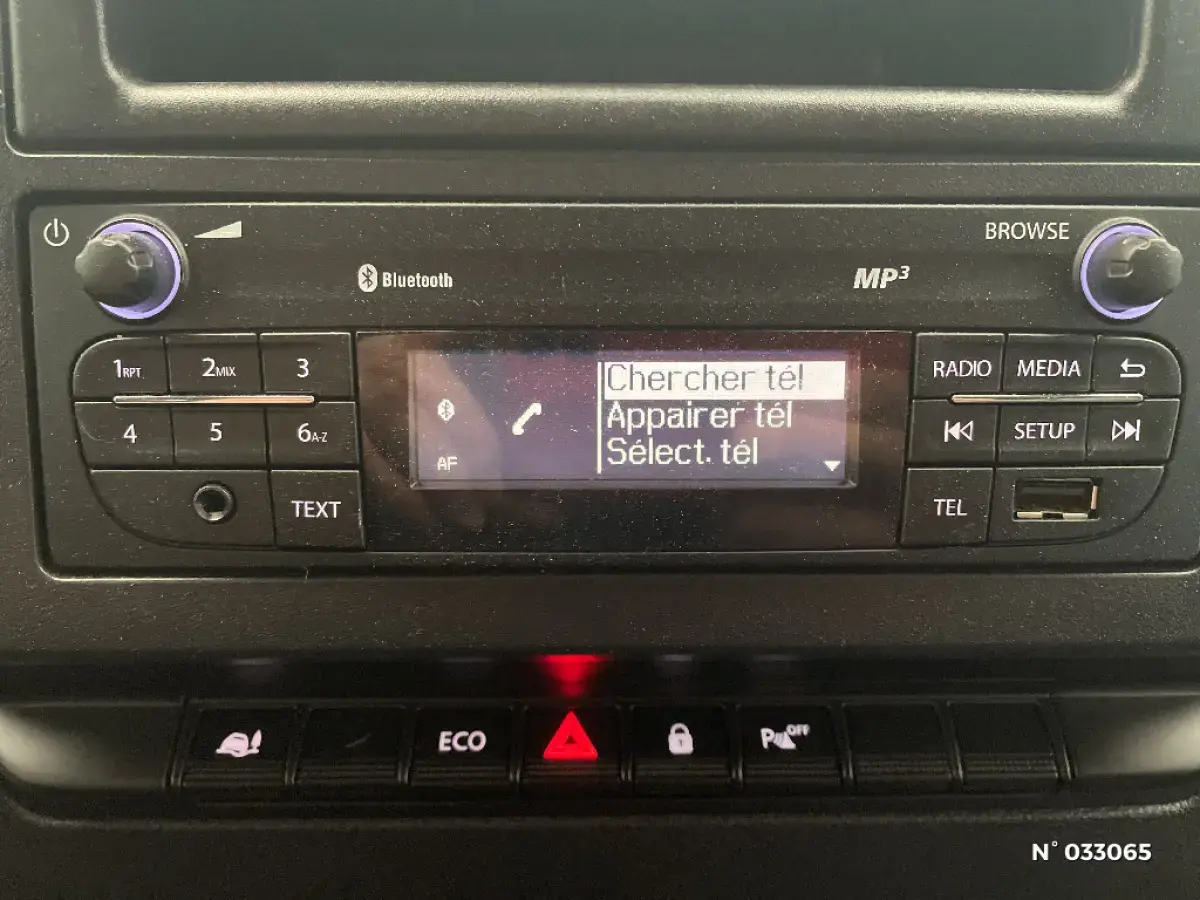 BROWSE
Bluetooth
MP3
1RPT
2MIX
3
4
5
6A-Z
TEXT
AF
Chercher tél
Appairer tél
Sélect. tél
RADIO
MEDIA
SETUP
TEL
ECO
P OFF
N° 033065